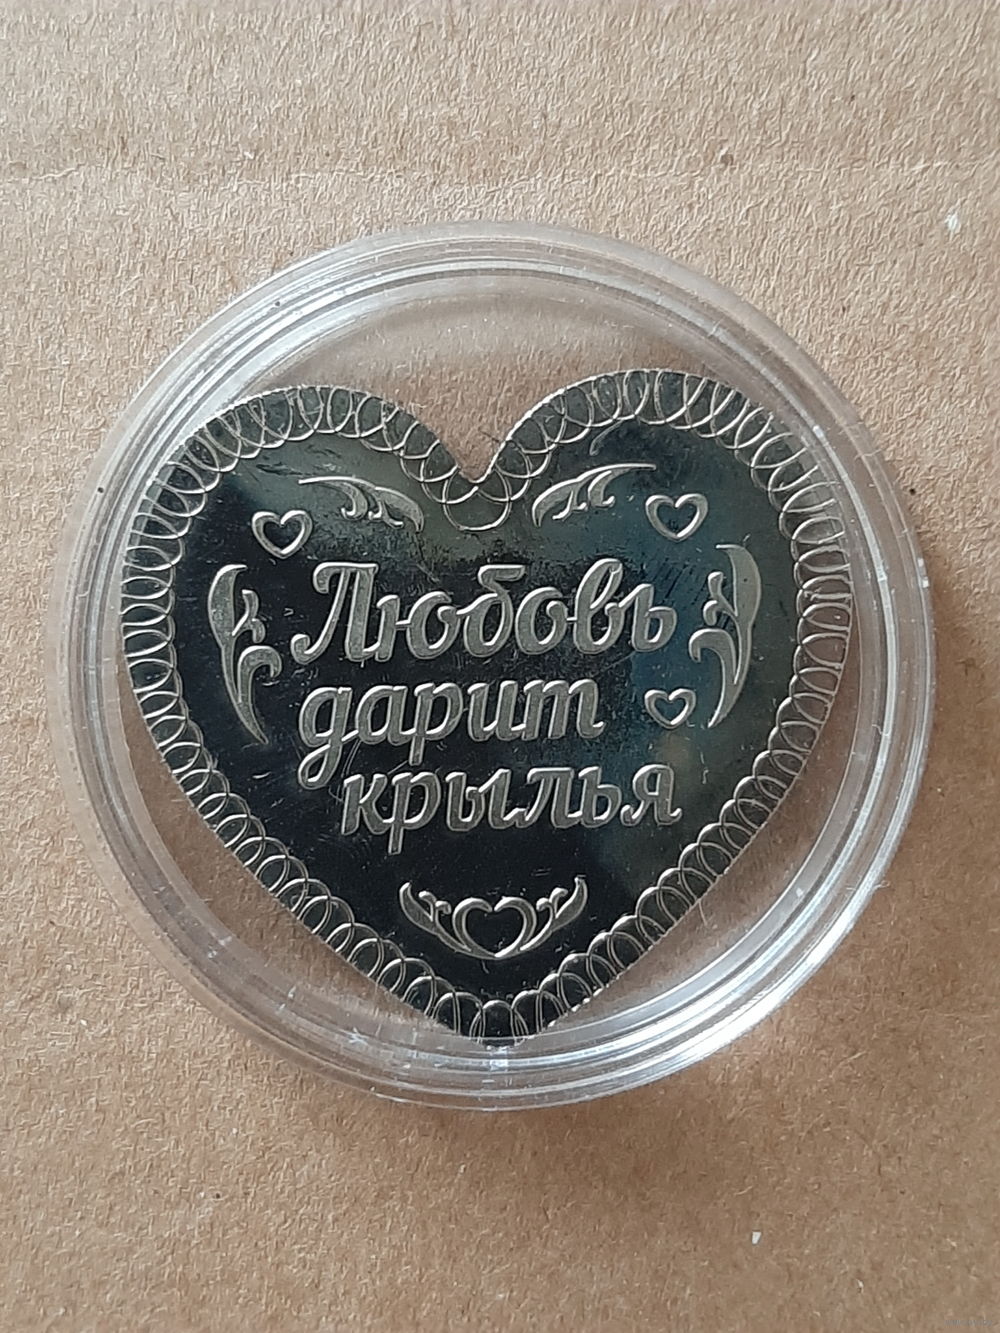 Любовь
дарит
крылья